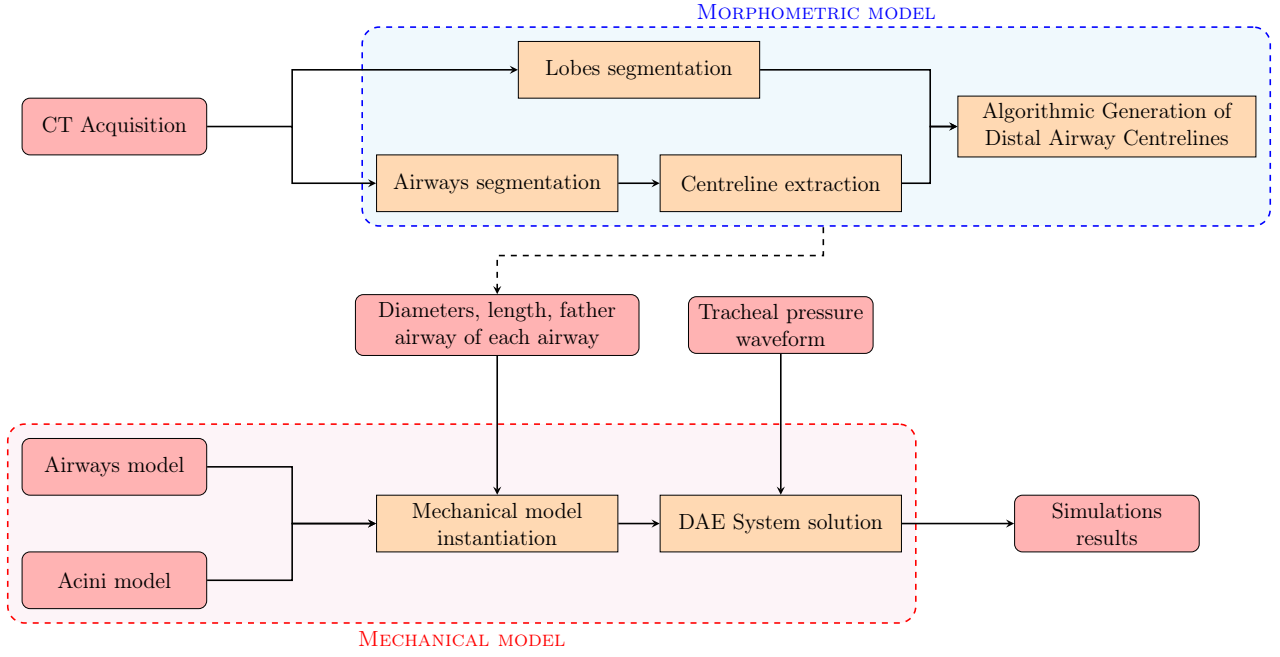 MORPHOMETRIC MODEL
Lobes segmentation
CT Acquisition
Algorithmic Generation of
Distal Airway Centrelines
Airways segmentation
Centreline extraction
Diameters, length, father
airway of each airway
Tracheal pressure
waveform
Airways model
Mechanical model
instantiation
DAE System solution
Simulations
results
Acini model
MECHANICAL MODEL